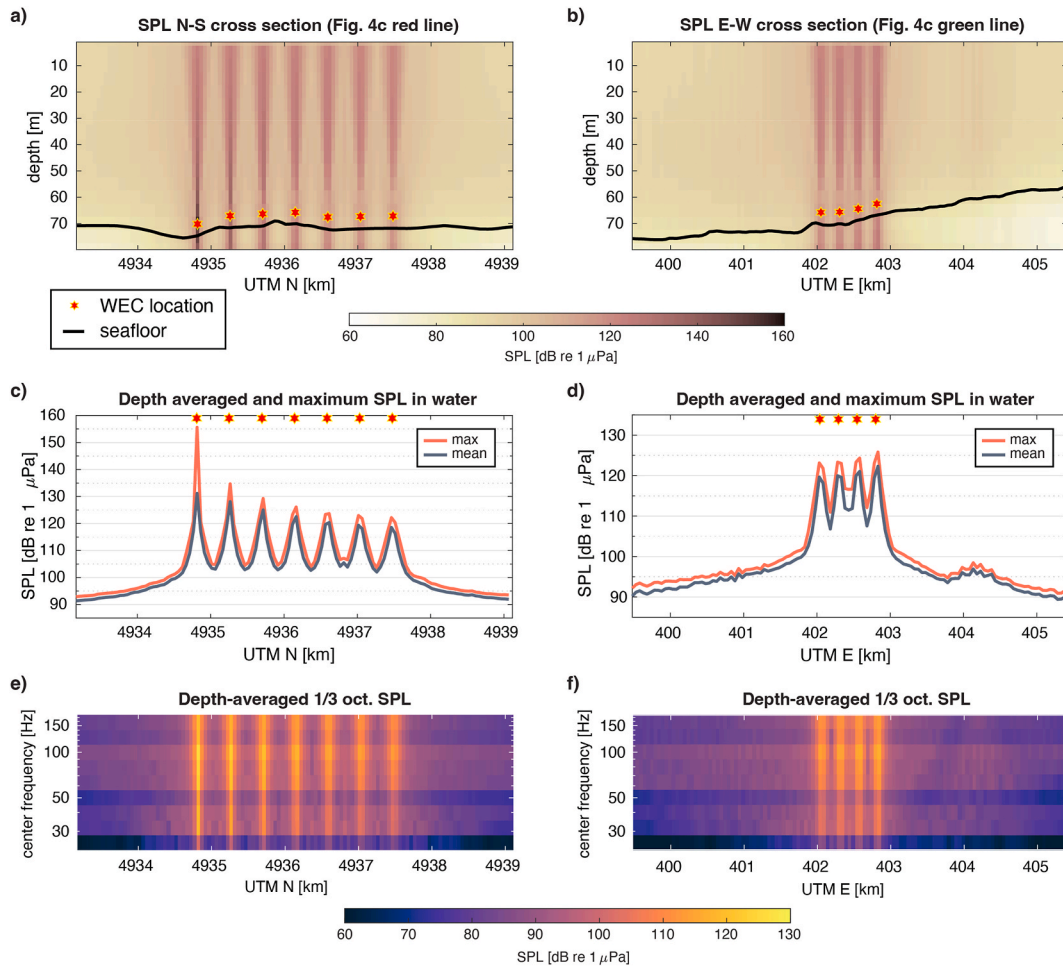 a)
SPL N-S cross section (Fig. 4c red line)
depth [m]
10
20
30
40
50
60
70
4934 4935 4936 4937 4938 4939
UTM N [km]
b)
SPL E-W cross section (Fig. 4c green line)
depth [m]
10
20
30
40
50
60
70
400 401 402 403 404 405
UTM E [km]
WEC location
seafloor
60 80 100 120 140 160
SPL [dB re 1 μPa]
c)
Depth averaged and maximum SPL in water
SPL [dB re 1 μPa]
160
150
140
130
120
110
100
90
max
mean
4934 4935 4936 4937 4938 4939
UTM N [km]
d)
Depth averaged and maximum SPL in water
SPL [dB re 1 μPa]
130
120
110
100
90
max
mean
400 401 402 403 404 405
UTM E [km]
e)
Depth-averaged 1/3 oct. SPL
center frequency [Hz]
150
100
50
30
4934 4935 4936 4937 4938 4939
UTM N [km]
f)
Depth-averaged 1/3 oct. SPL
center frequency [Hz]
150
100
50
30
400 401 402 403 404 405
UTM E [km]
60 70 80 90 100 110 120 130
SPL [dB re 1 μPa]